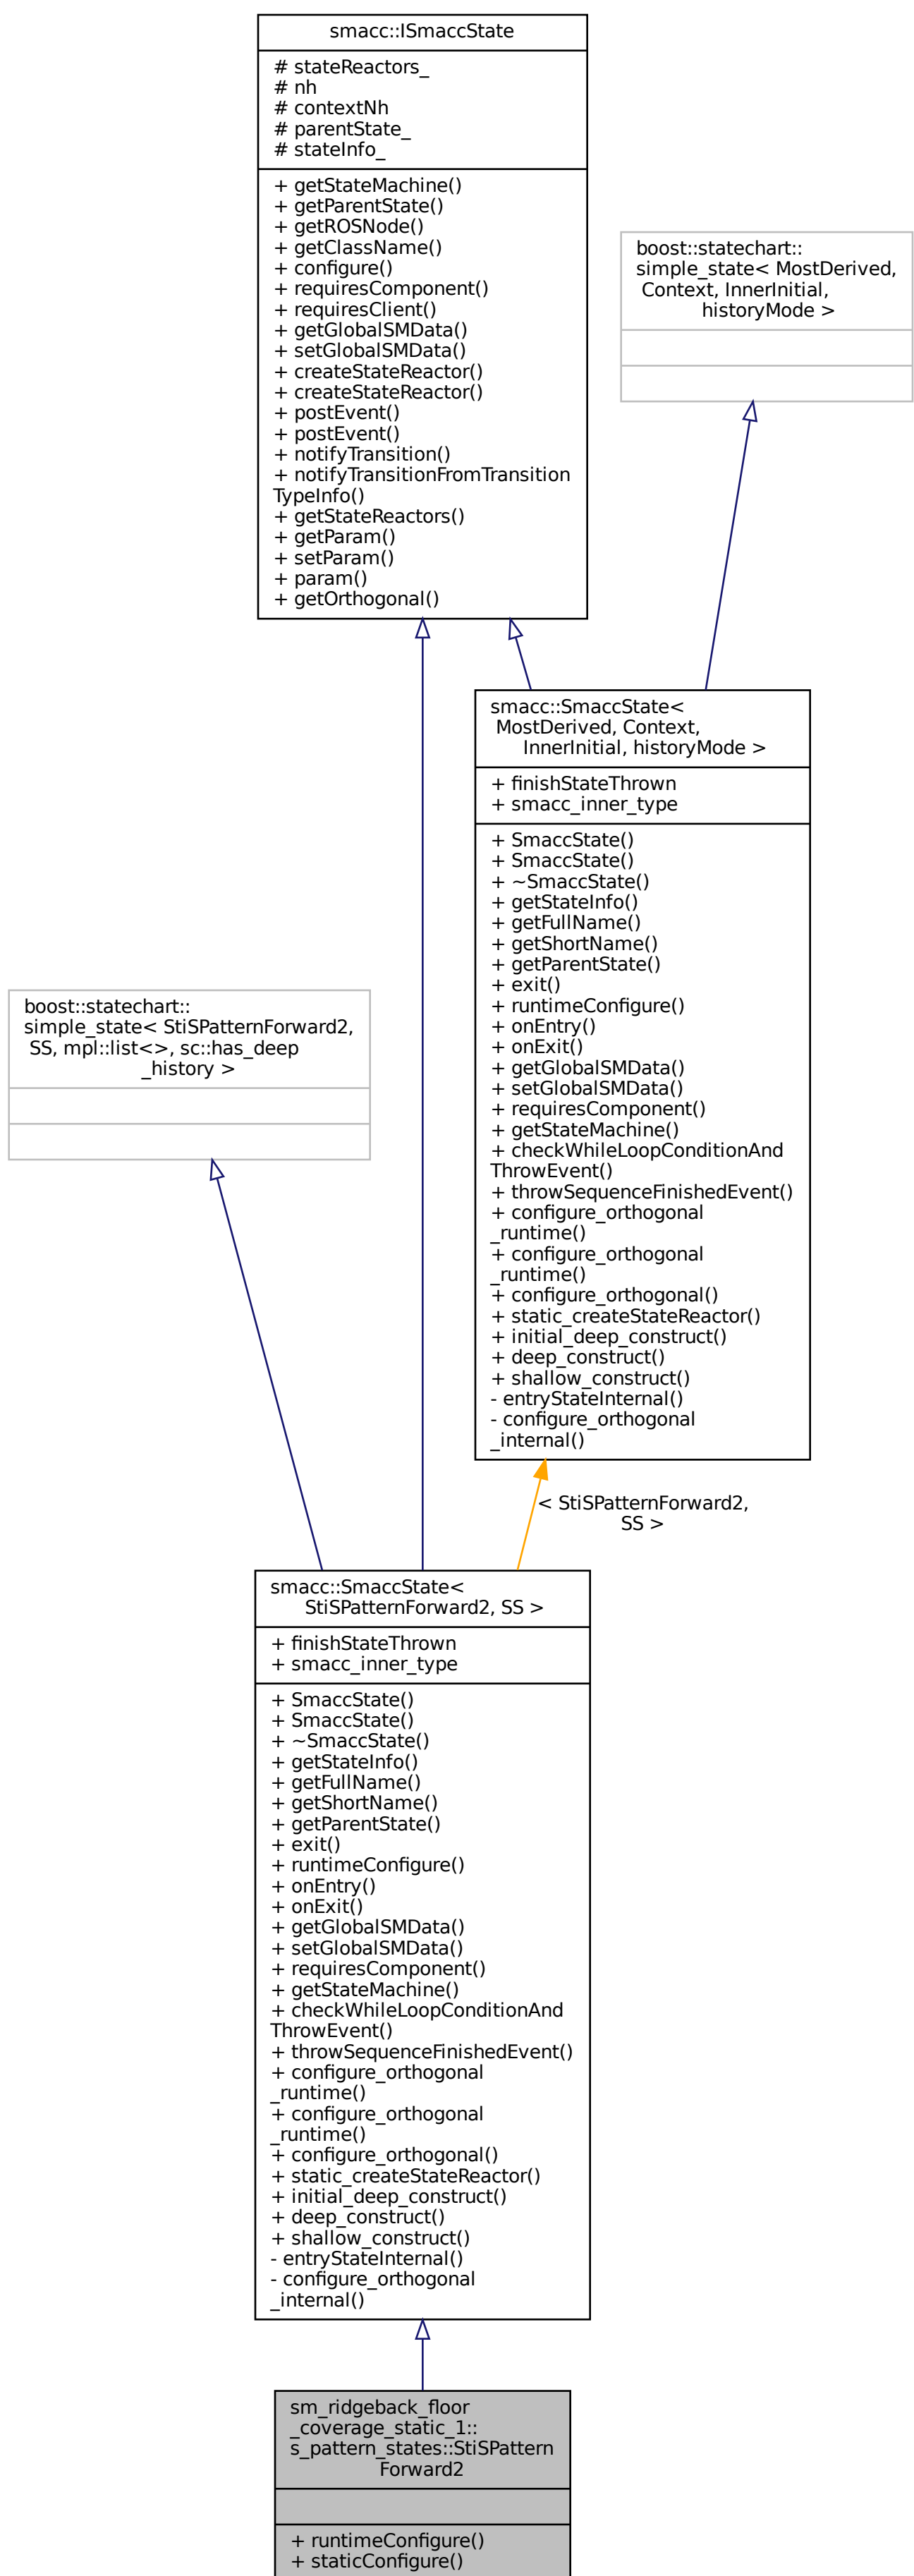 smacc::ISmaccState
# stateReactors_
# nh
# contextNh
# parentState_
# stateInfo_
+ getStateMachine()
+ getParentState()
+ getROSNode()
+ getClassName()
+ configure()
+ requiresComponent()
+ requiresClient()
+ getGlobalSMData()
+ setGlobalSMData()
+ createStateReactor()
+ createStateReactor()
+ postEvent()
+ postEvent()
+ notifyTransition()
+ notifyTransitionFromTransition
TypeInfo()
+ getStateReactors()
+ getParam()
+ setParam()
+ param()
+ getOrthogonal()
boost::statechart::
simple_state< MostDerived,
Context, InnerInitial,
historyMode >
smacc::SmaccState<
MostDerived, Context,
InnerInitial, historyMode >
+ finishStateThrown
+ smacc_inner_type
+ SmaccState()
+ SmaccState()
+ ~SmaccState()
+ getStateInfo()
+ getFullName()
+ getShortName()
+ getParentState()
+ exit()
+ runtimeConfigure()
+ onEntry()
+ onExit()
+ getGlobalSMData()
+ setGlobalSMData()
+ requiresComponent()
+ getStateMachine()
+ checkWhileLoopConditionAnd
ThrowEvent()
+ throwSequenceFinishedEvent()
+ configure_orthogonal
_runtime()
+ configure_orthogonal
_runtime()
+ configure_orthogonal()
+ static_createStateReactor()
+ initial_deep_construct()
+ deep_construct()
+ shallow_construct()
- entryStateInternal()
- configure_orthogonal
_internal()
boost::statechart::
simple_state< StiSPatternForward2,
SS, mpl::list<>, sc::has_deep
_history >
< StiSPatternForward2,
SS >
smacc::SmaccState<
StiSPatternForward2, SS >
+ finishStateThrown
+ smacc_inner_type
+ SmaccState()
+ SmaccState()
+ ~SmaccState()
+ getStateInfo()
+ getFullName()
+ getShortName()
+ getParentState()
+ exit()
+ runtimeConfigure()
+ onEntry()
+ onExit()
+ getGlobalSMData()
+ setGlobalSMData()
+ requiresComponent()
+ getStateMachine()
+ checkWhileLoopConditionAnd
ThrowEvent()
+ throwSequenceFinishedEvent()
+ configure_orthogonal
_runtime()
+ configure_orthogonal
_runtime()
+ configure_orthogonal()
+ static_createStateReactor()
+ initial_deep_construct()
+ deep_construct()
+ shallow_construct()
- entryStateInternal()
- configure_orthogonal
_internal()
sm_ridgeback_floor
_coverage_static_1::
s_pattern_states::StiSPattern
Forward2
+ runtimeConfigure()
+ staticConfigure()